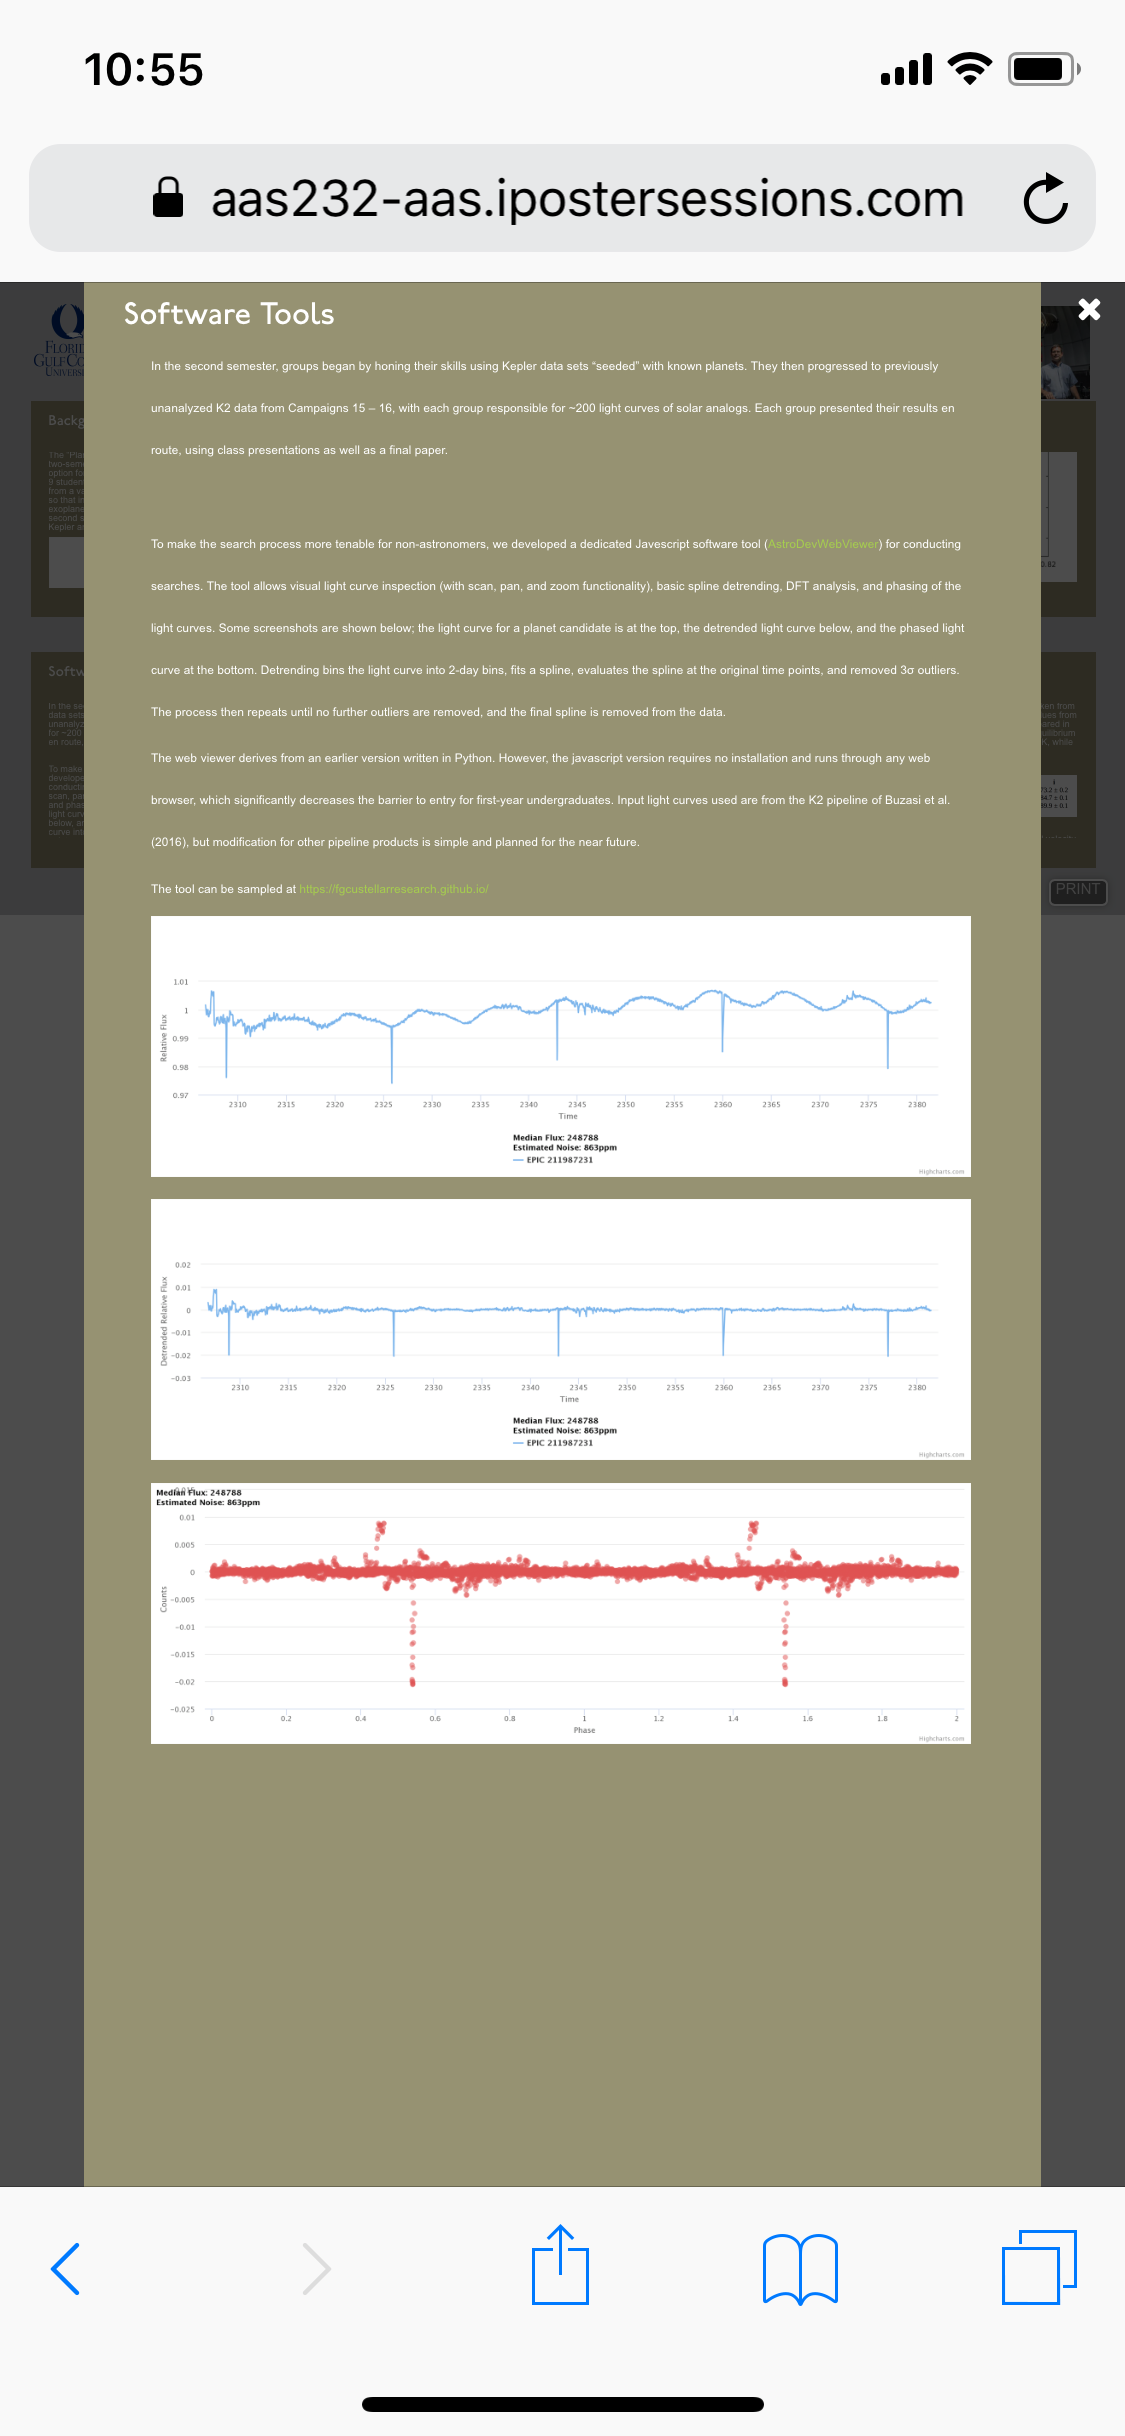 10:55
aas232-aas.ipostersessions.com
Software Tools
In the second semester, groups began by honing their skills using Kepler data sets “seeded” with known planets. They then progressed to previously
unanalyzed K2 data from Campaigns 15 – 16, with each group responsible for ~200 light curves of solar analogs. Each group presented their results en
route, using class presentations as well as a final paper.
To make the search process more tenable for non-astronomers, we developed a dedicated Javescript software tool (AstroDevWebViewer) for conducting
searches. The tool allows visual light curve inspection (with scan, pan, and zoom functionality), basic spline detrending, DFT analysis, and phasing of the
light curves. Some screenshots are shown below; the light curve for a planet candidate is at the top, the detrended light curve below, and the phased light
curve at the bottom. Detrending bins the light curve into 2-day bins, fits a spline, evaluates the spline at the original time points, and removed 3σ outliers.
The process then repeats until no further outliers are removed, and the final spline is removed from the data.
The web viewer derives from an earlier version written in Python. However, the javascript version requires no installation and runs through any web
browser, which significantly decreases the barrier to entry for first-year undergraduates. Input light curves used are from the K2 pipeline of Buzasi et al.
(2016), but modification for other pipeline products is simple and planned for the near future.
The tool can be sampled at https://fgcustellarresearch.github.io/
PRINT
Relative Flux
1.01
1
0.99
0.98
0.97
2310 2315 2320 2325 2330 2335 2340 2345 2350 2355 2360 2365 2370 2375 2380
Time
Median Flux: 248788
Estimated Noise: 863ppm
EPIC 211987231
Highcharts.com
Detrended Relative Flux
0.02
0.01
0
−0.01
−0.02
−0.03
2310 2315 2320 2325 2330 2335 2340 2345 2350 2355 2360 2365 2370 2375 2380
Time
Median Flux: 248788
Estimated Noise: 863ppm
EPIC 211987231
Highcharts.com
Median Flux: 248788
Estimated Noise: 863ppm
Counts
0.015
0.01
0.005
0
−0.005
−0.01
−0.015
−0.02
−0.025
0 0.2 0.4 0.6 0.8 1 1.2 1.4 1.6 1.8 2
Phase
Highcharts.com